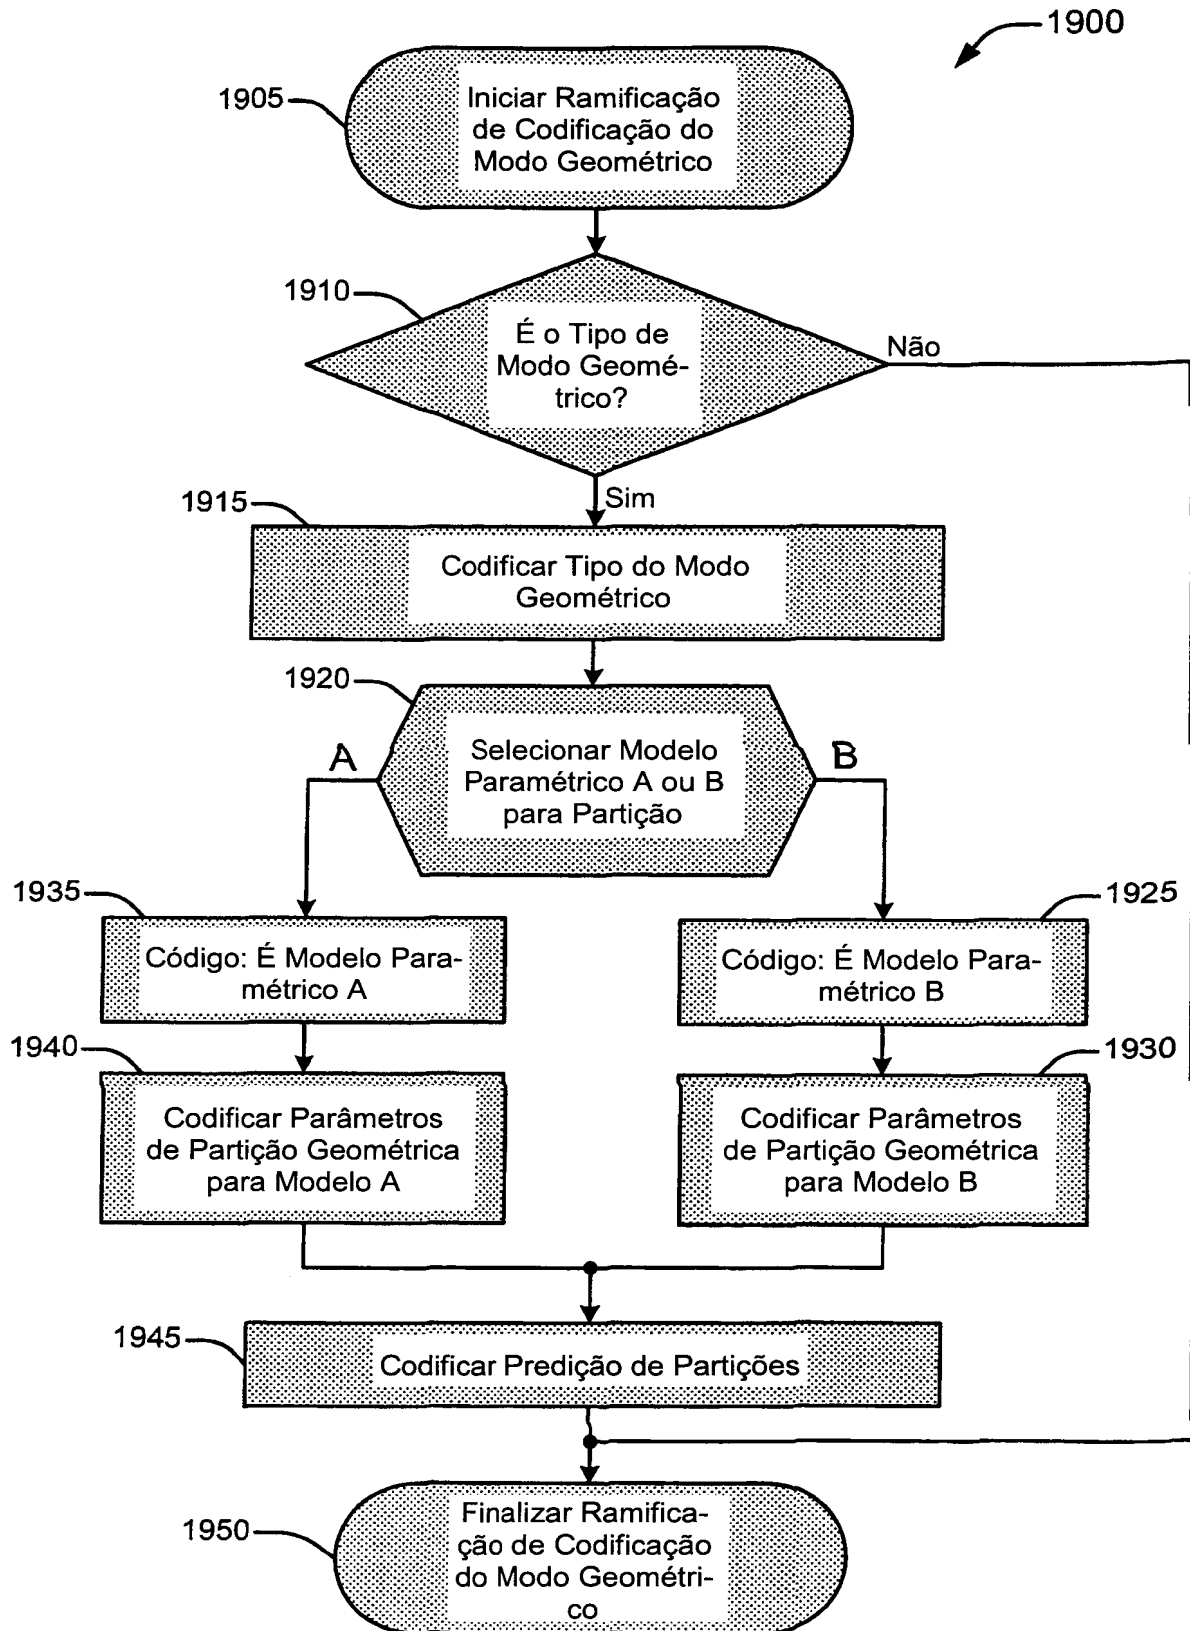 1900
1905
Iniciar Ramificação
de Codificação do
Modo Geométrico
1910
É o Tipo de
Modo Geomé-
trico?
Não
Sim
1915
Codificar Tipo do Modo
Geométrico
1920
Selecionar Modelo
Paramétrico A ou B
para Partição
A
B
1935
Código: É Modelo Para-
métrico A
1925
Código: É Modelo Para-
métrico B
1940
Codificar Parâmetros
de Partição Geométrica
para Modelo A
1930
Codificar Parâmetros
de Partição Geométrica
para Modelo B
1945
Codificar Predição de Partições
1950
Finalizar Ramifica-
ção de Codificação
do Modo Geométri-
co